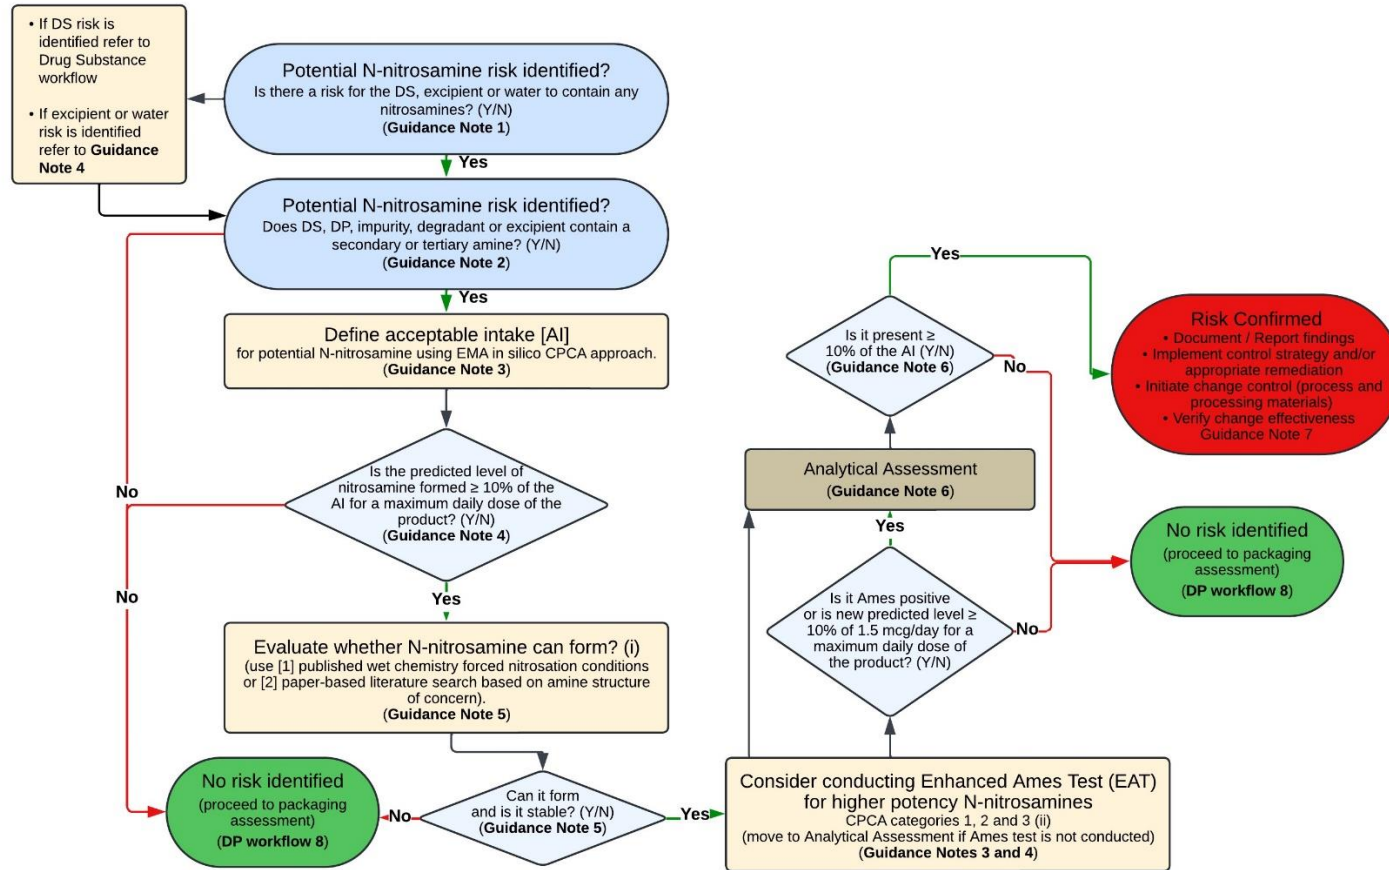 • If DS risk is
identified refer to
Drug Substance
workflow
• If excipient or water
risk is identified
refer to Guidance
Note 4
Potential N-nitrosamine risk identified?
Is there a risk for the DS, excipient or water to contain any
nitrosamines? (Y/N)
(Guidance Note 1)
Yes
Potential N-nitrosamine risk identified?
Does DS, DP, impurity, degradant or excipient contain a
secondary or tertiary amine? (Y/N)
(Guidance Note 2)
Yes
Define acceptable intake [AI]
for potential N-nitrosamine using EMA in silico CPCA approach.
(Guidance Note 3)
Is the predicted level of
nitrosamine formed ≥ 10% of the
AI for a maximum daily dose of the
product? (Y/N)
(Guidance Note 4)
No
No
Yes
Evaluate whether N-nitrosamine can form? (i)
(use [1] published wet chemistry forced nitrosation conditions
or [2] paper-based literature search based on amine structure
of concern).
(Guidance Note 5)
Can it form
and is it stable? (Y/N)
(Guidance Note 5)
No
No risk identified
(proceed to packaging
assessment)
(DP workflow 8)
Yes
Consider conducting Enhanced Ames Test (EAT)
for higher potency N-nitrosamines
CPCA categories 1, 2 and 3 (ii)
(move to Analytical Assessment if Ames test is not conducted)
(Guidance Notes 3 and 4)
Is it Ames positive
or is new predicted level ≥
10% of 1.5 mcg/day for a
maximum daily dose of
the product? (Y/N)
No
Yes
Analytical Assessment
(Guidance Note 6)
Is it present ≥
10% of the AI (Y/N)
(Guidance Note 6)
No
Yes
Risk Confirmed
• Document / Report findings
• Implement control strategy and/or
appropriate remediation
• Initiate change control (process and
processing materials)
• Verify change effectiveness
Guidance Note 7
No risk identified
(proceed to packaging
assessment)
(DP workflow 8)